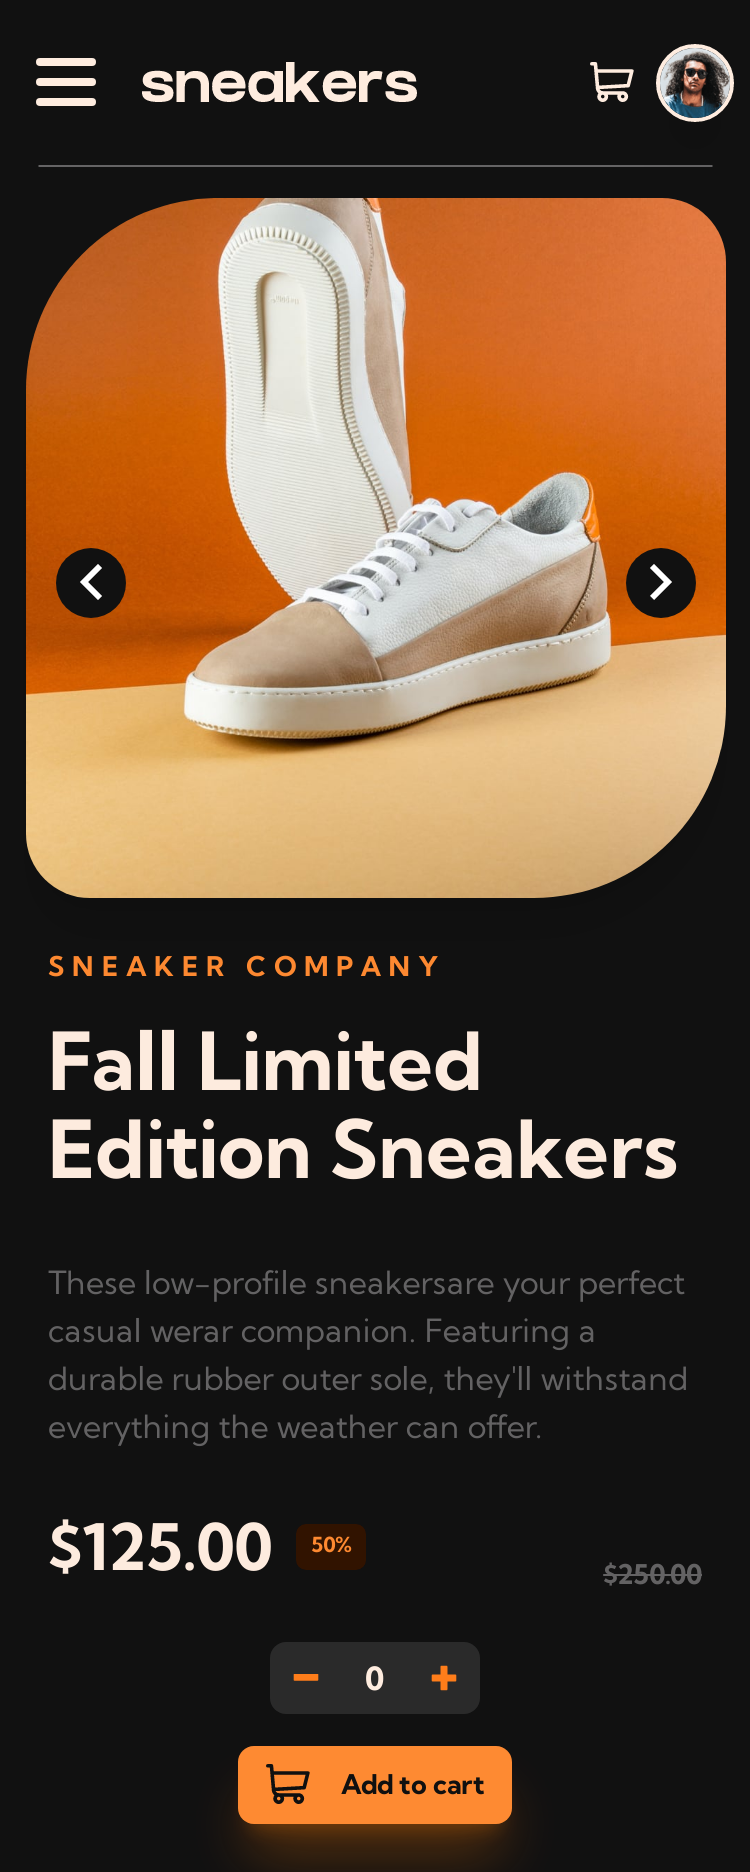 sneakers
SNEAKER COMPANY
Fall Limited
Edition Sneakers
These low-profile sneakersare your perfect
casual werar companion. Featuring a
durable rubber outer sole, they'll withstand
everything the weather can offer.
$125.00 50%
$250.00
0
Add to cart